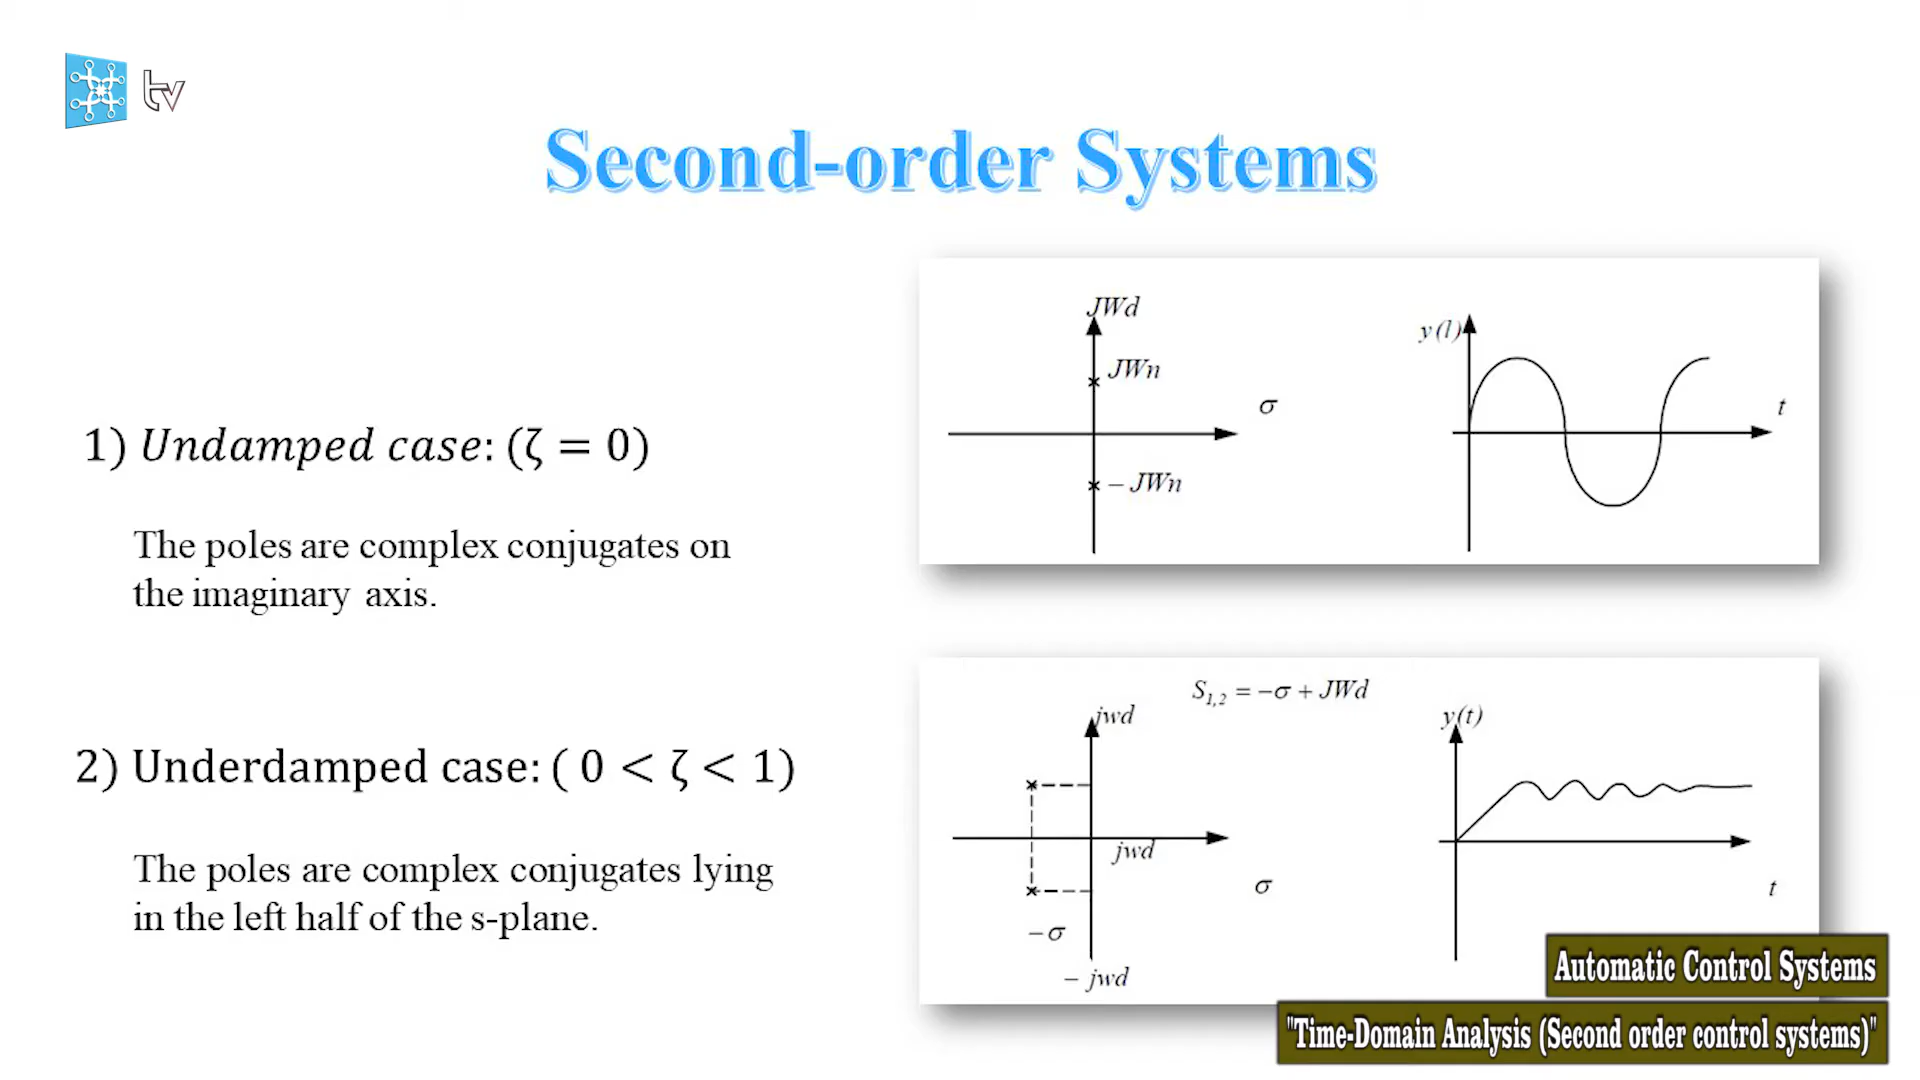 tv
Second-order Systems
1) Undamped case: (ζ = 0)
The poles are complex conjugates on
the imaginary axis.
JWd
JWn
σ
– JWn
y(l)
t
2) Underdamped case: ( 0 < ζ < 1)
The poles are complex conjugates lying
in the left half of the s-plane.
S1,2 = –σ + JWd
jwd
jwd
σ
–σ
– jwd
y(t)
t
Automatic Control Systems
"Time-Domain Analysis (Second order control systems)"